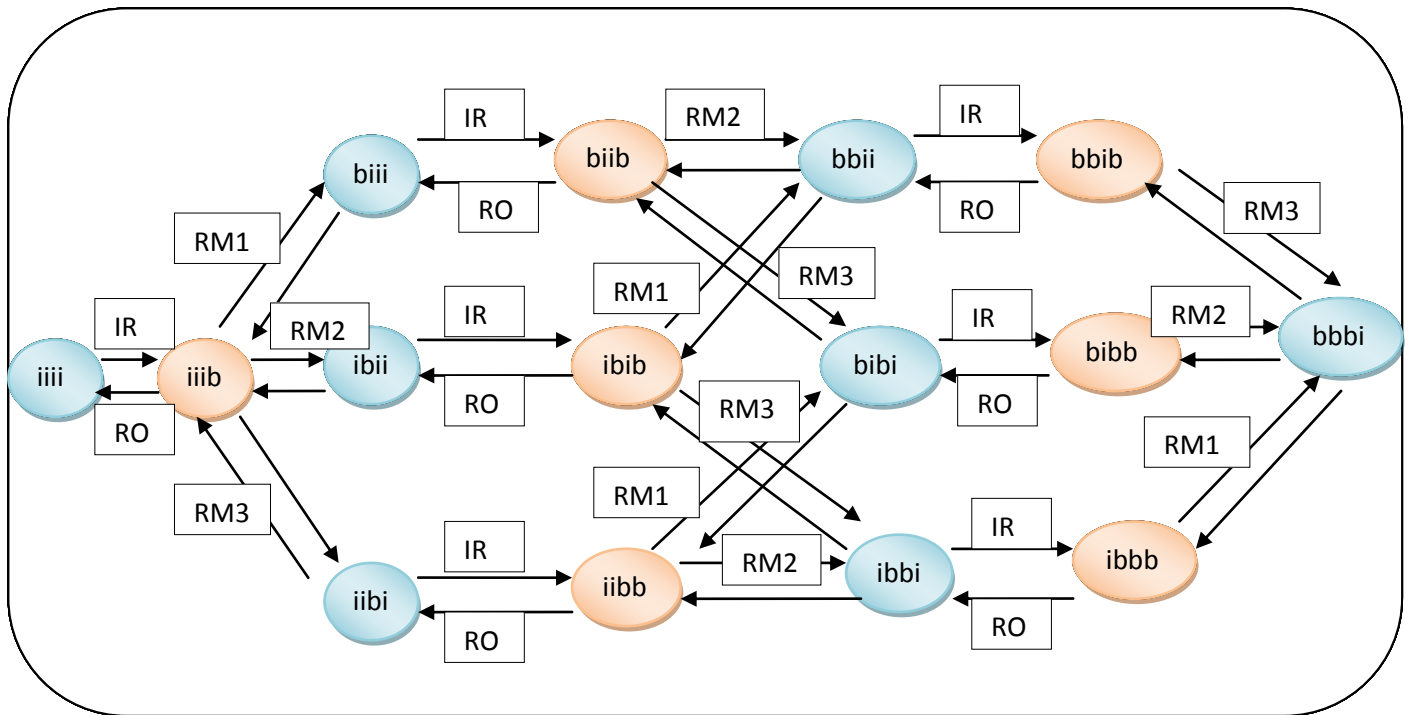 IR
RM2
IR
biii
biib
bbii
bbib
RO
RO
RM1
RM3
RM3
RM1
IR
IR
IR
RM2
RM2
iiii
iiib
ibii
ibib
bibi
bibb
bbbi
RO
RO
RO
RM3
RM1
RM1
RM3
IR
IR
RM2
iibi
iibb
ibbi
ibbb
RO
RO